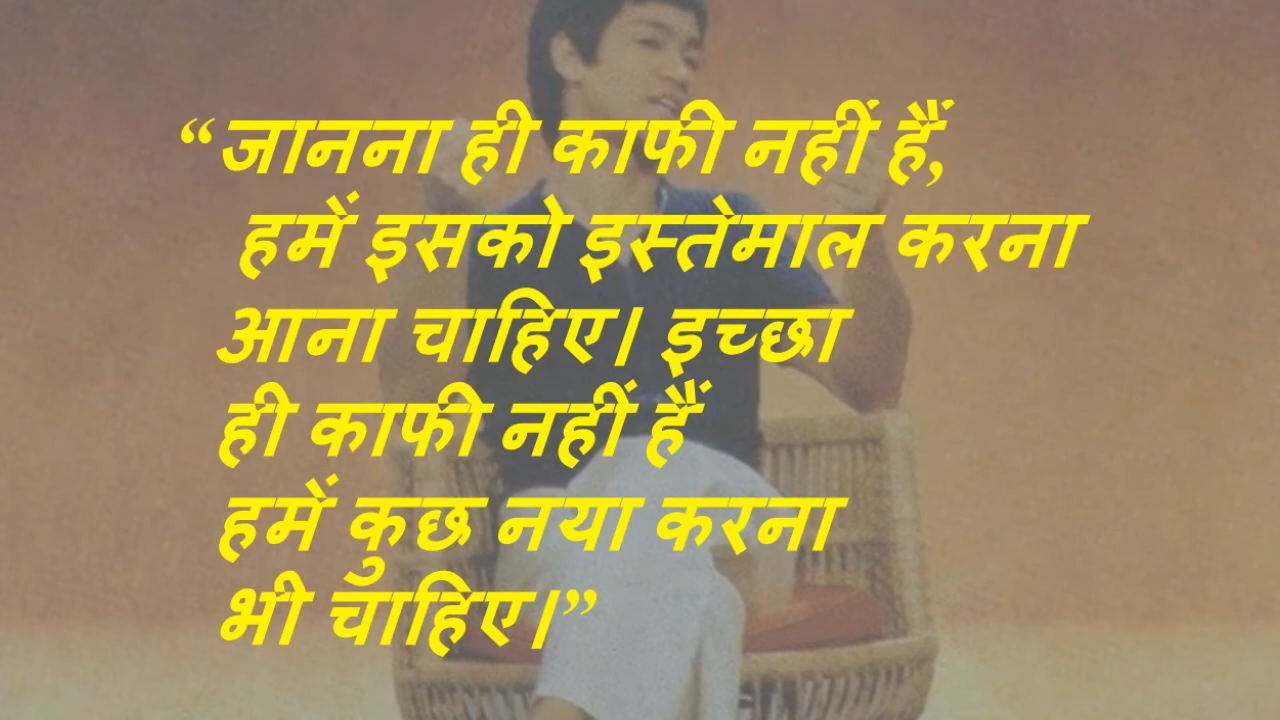 “जानना ही काफी नहीं हैं,
हमें इसको इस्तेमाल करना
आना चाहिए। इच्छा
ही काफी नहीं हैं
हमें कुछ नया करना
भी चाहिए।”